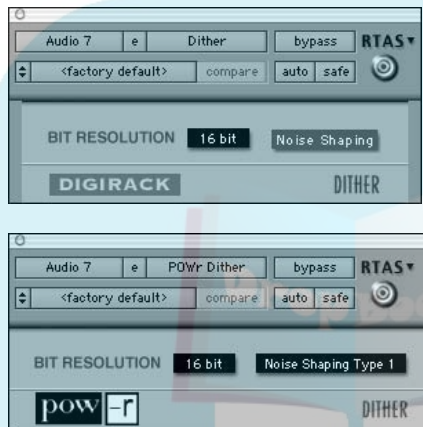 Audio 7 e Dither bypass RTAS
<factory default> compare auto safe
BIT RESOLUTION 16 bit Noise Shaping
DIGIRACK DITHER
Audio 7 e POWr Dither bypass RTAS
<factory default> compare auto safe
BIT RESOLUTION 16 bit Noise Shaping Type 1
pow-r DITHER